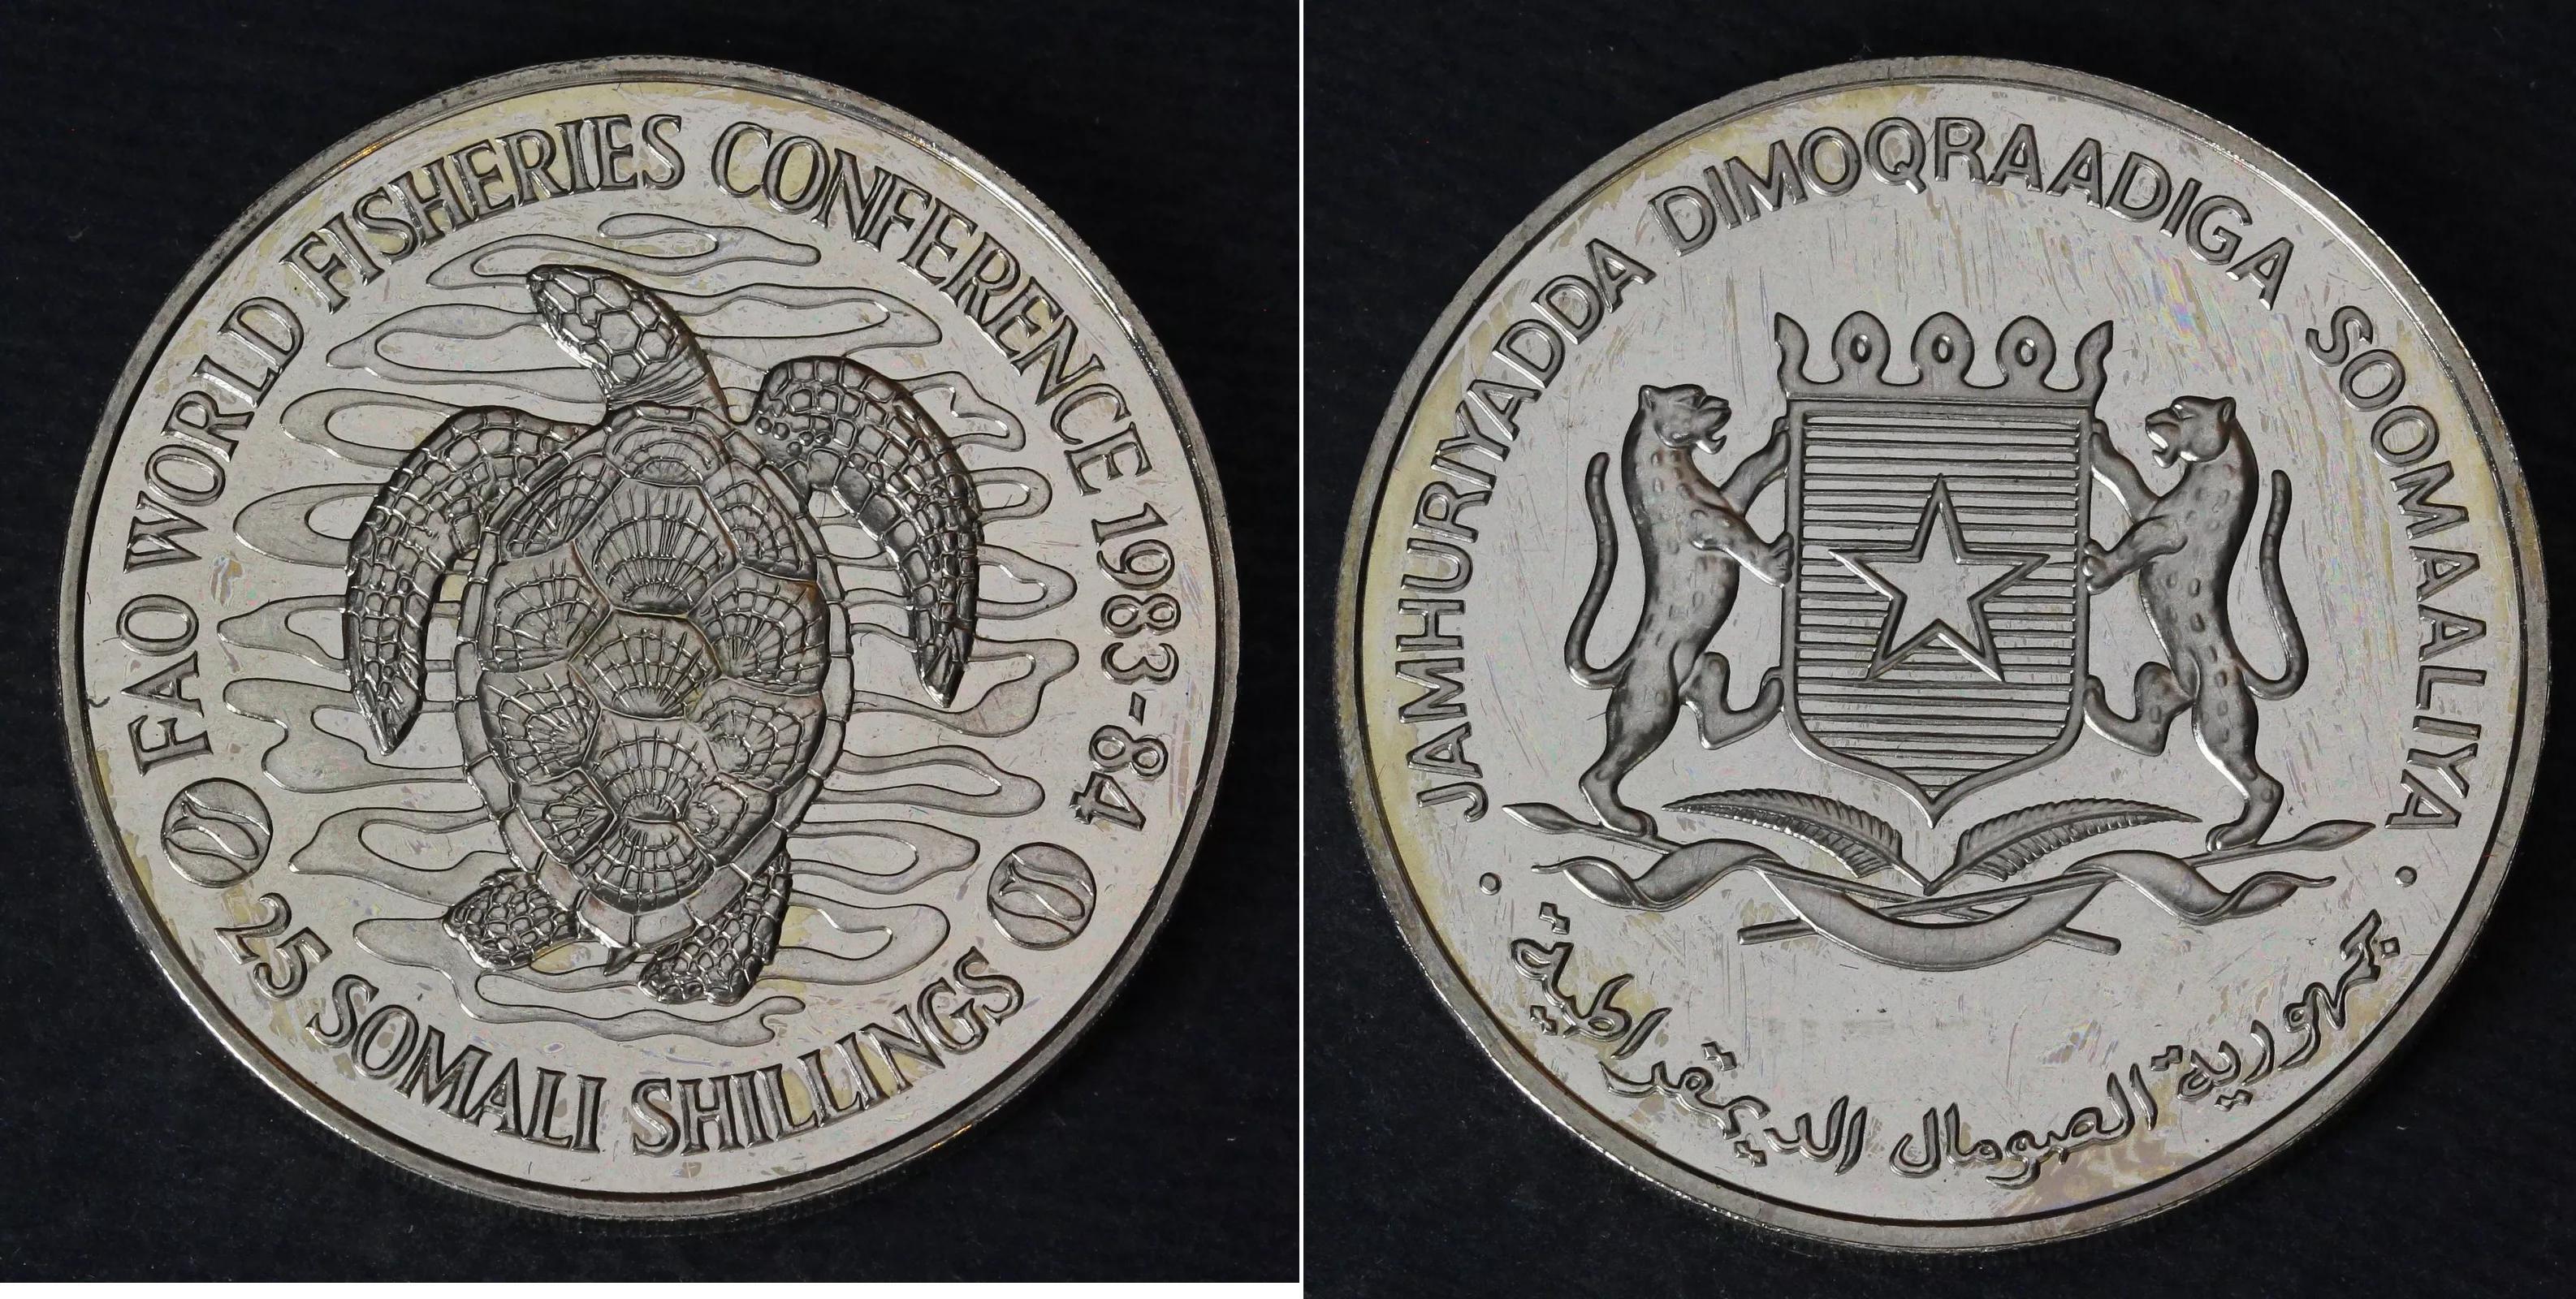 FAO WORLD FISHERIES CONFERENCE 1983-84
25 SOMALI SHILLINGS
JAMHURIYADDA DIMOQRAADIGA SOOMAALIYA
جمهورية الصومال الديمقراطية